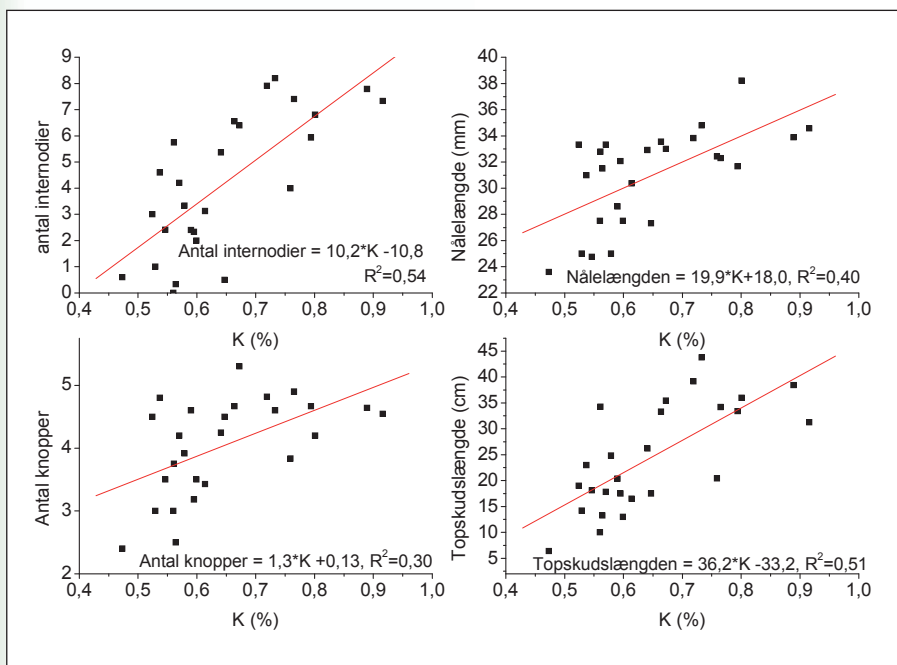 antal internodier
9
8
7
6
5
4
3
2
1
0
Antal internodier = 10,2*K -10,8
R²=0,54
0,4 0,5 0,6 0,7 0,8 0,9 1,0
K (%)
Nålelængde (mm)
40
38
36
34
32
30
28
26
24
22
Nålelængden = 19,9*K+18,0, R²=0,40
0,4 0,5 0,6 0,7 0,8 0,9 1,0
K (%)
Antal knopper
5
4
3
2
Antal knopper = 1,3*K +0,13, R²=0,30
0,4 0,5 0,6 0,7 0,8 0,9 1,0
K (%)
Topskudslængde (cm)
45
40
35
30
25
20
15
10
5
Topskudslængden = 36,2*K -33,2, R²=0,51
0,4 0,5 0,6 0,7 0,8 0,9 1,0
K (%)